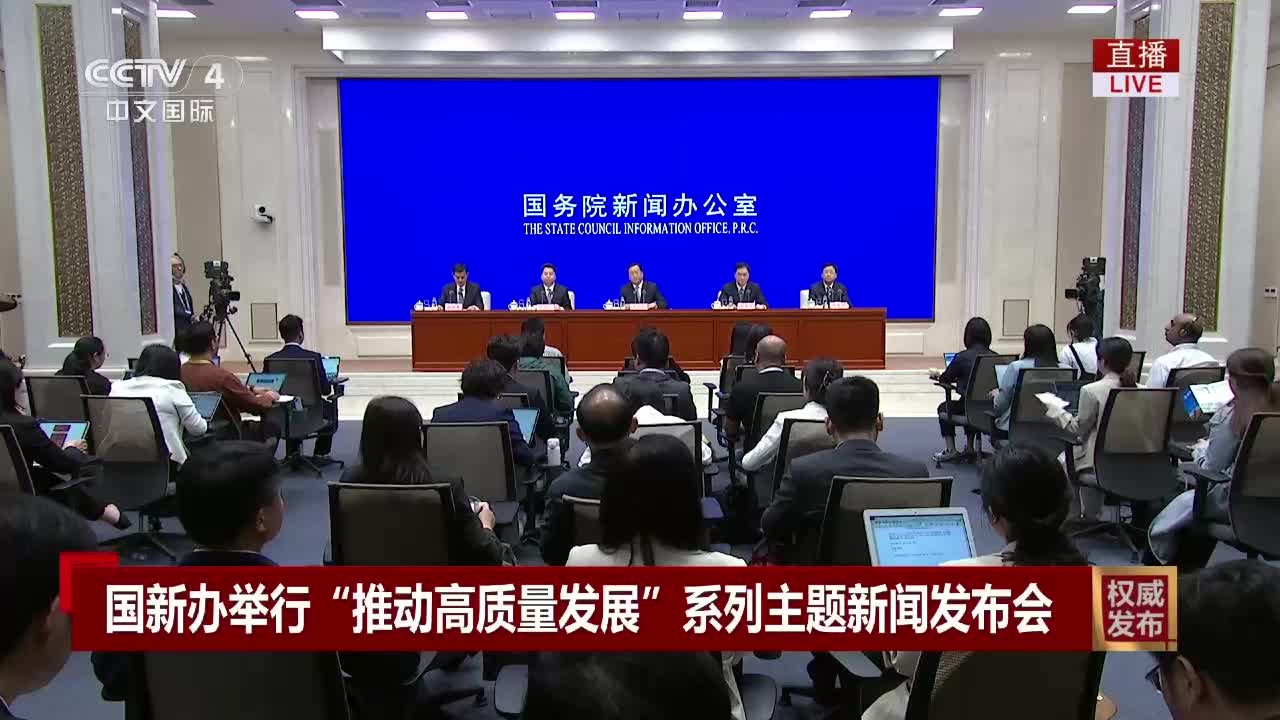 CCTV 4
中文国际
直播
LIVE
国务院新闻办公室
THE STATE COUNCIL INFORMATION OFFICE, P.R.C.
国新办举行“推动高质量发展”系列主题新闻发布会
权威
发布